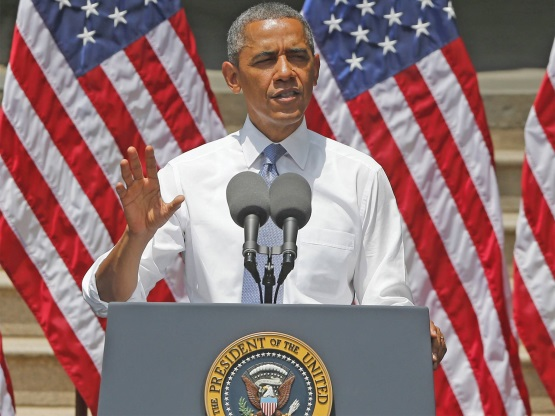 THE PRESIDENT OF THE UNITED